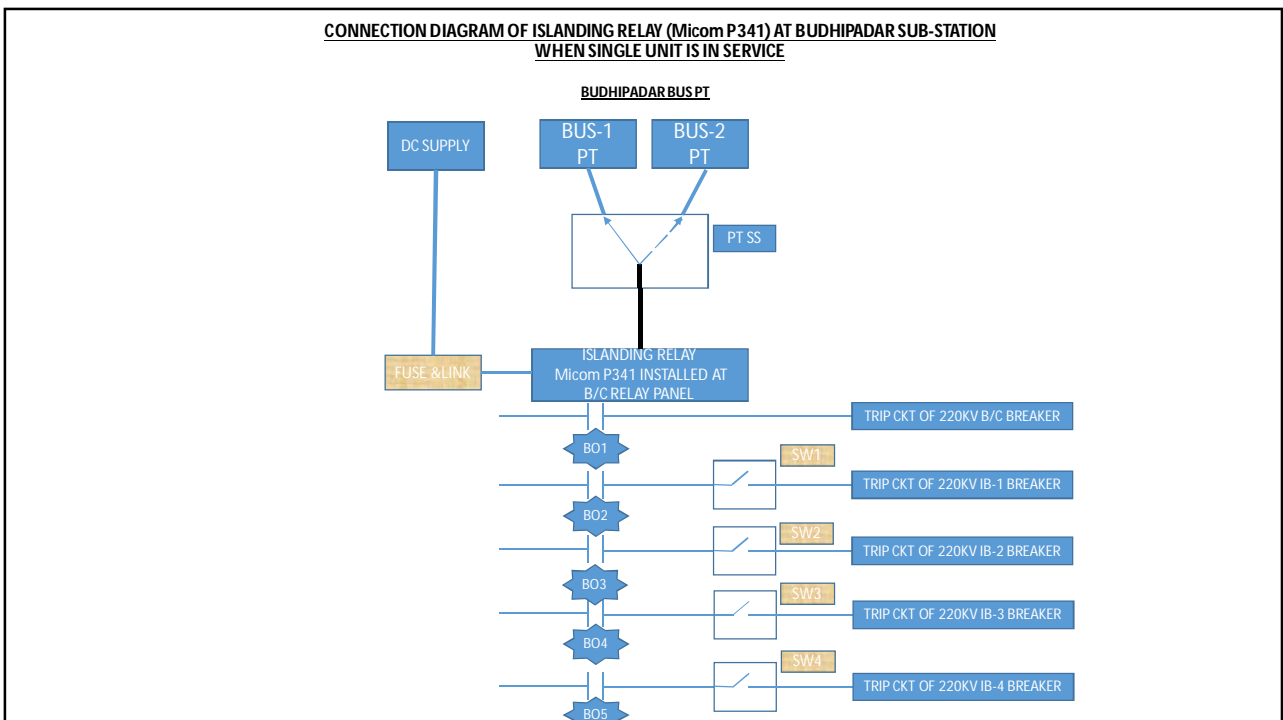 CONNECTION DIAGRAM OF ISLANDING RELAY (Micom P341) AT BUDHIPADAR SUB-STATION
WHEN SINGLE UNIT IS IN SERVICE
BUDHIPADAR BUS PT
DC SUPPLY
BUS-1
PT
BUS-2
PT
PT SS
FUSE &LINK
ISLANDING RELAY
Micom P341 INSTALLED AT
B/C RELAY PANEL
TRIP CKT OF 220KV B/C BREAKER
BO1
SW1
TRIP CKT OF 220KV IB-1 BREAKER
BO2
SW2
TRIP CKT OF 220KV IB-2 BREAKER
BO3
SW3
TRIP CKT OF 220KV IB-3 BREAKER
BO4
SW4
TRIP CKT OF 220KV IB-4 BREAKER
BO5